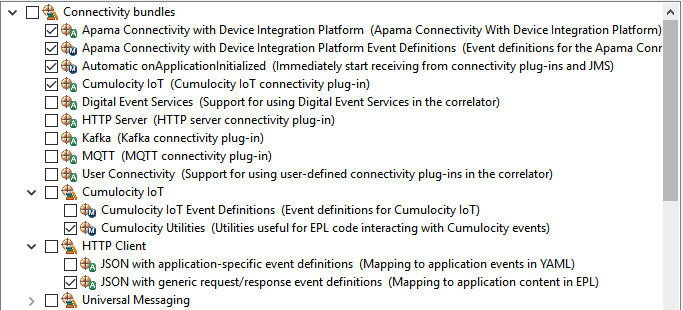 Connectivity bundles
Apama Connectivity with Device Integration Platform (Apama Connectivity With Device Integration Platform)
Apama Connectivity with Device Integration Platform Event Definitions (Event definitions for the Apama Conr
Automatic onApplicationInitialized (Immediately start receiving from connectivity plug-ins and JMS)
Cumulocity IoT (Cumulocity IoT connectivity plug-in)
Digital Event Services (Support for using Digital Event Services in the correlator)
HTTP Server (HTTP server connectivity plug-in)
Kafka (Kafka connectivity plug-in)
MQTT (MQTT connectivity plug-in)
User Connectivity (Support for using user-defined connectivity plug-ins in the correlator)
Cumulocity IoT
Cumulocity IoT Event Definitions (Event definitions for Cumulocity IoT)
Cumulocity Utilities (Utilities useful for EPL code interacting with Cumulocity events)
HTTP Client
JSON with application-specific event definitions (Mapping to application events in YAML)
JSON with generic request/response event definitions (Mapping to application content in EPL)
Universal Messaging